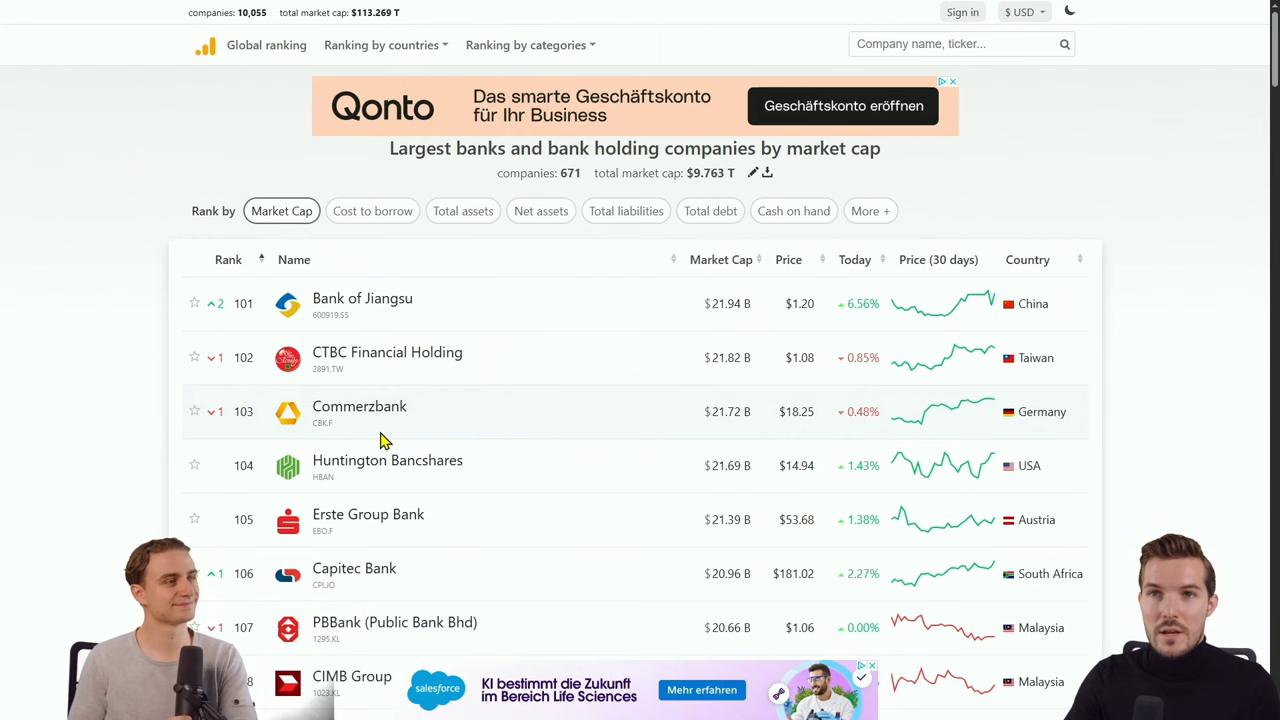 companies: 10,055 total market cap: $113.269 T
Sign in
$ USD
Global ranking
Ranking by countries
Ranking by categories
Company name, ticker...
Qonto
Das smarte Geschäftskonto
für Ihr Business
Geschäftskonto eröffnen
Largest banks and bank holding companies by market cap
companies: 671 total market cap: $9.763 T
Rank by
Market Cap
Cost to borrow
Total assets
Net assets
Total liabilities
Total debt
Cash on hand
More +
Rank Name Market Cap Price Today Price (30 days) Country
2 101 Bank of Jiangsu $21.94 B $1.20 6.56% China
600919.SS
1 102 CTBC Financial Holding $21.82 B $1.08 0.85% Taiwan
2891.TW
1 103 Commerzbank $21.72 B $18.25 0.48% Germany
CBK.F
104 Huntington Bancshares $21.69 B $14.94 1.43% USA
HBAN
105 Erste Group Bank $21.39 B $53.68 1.38% Austria
EBO.F
1 106 Capitec Bank $20.96 B $181.02 2.27% South Africa
CPI.JO
1 107 PBBank (Public Bank Bhd) $20.66 B $1.06 0.00% Malaysia
1295.KL
8 CIMB Group Malaysia
1023.KL
salesforce
KI bestimmt die Zukunft
im Bereich Life Sciences
Mehr erfahren